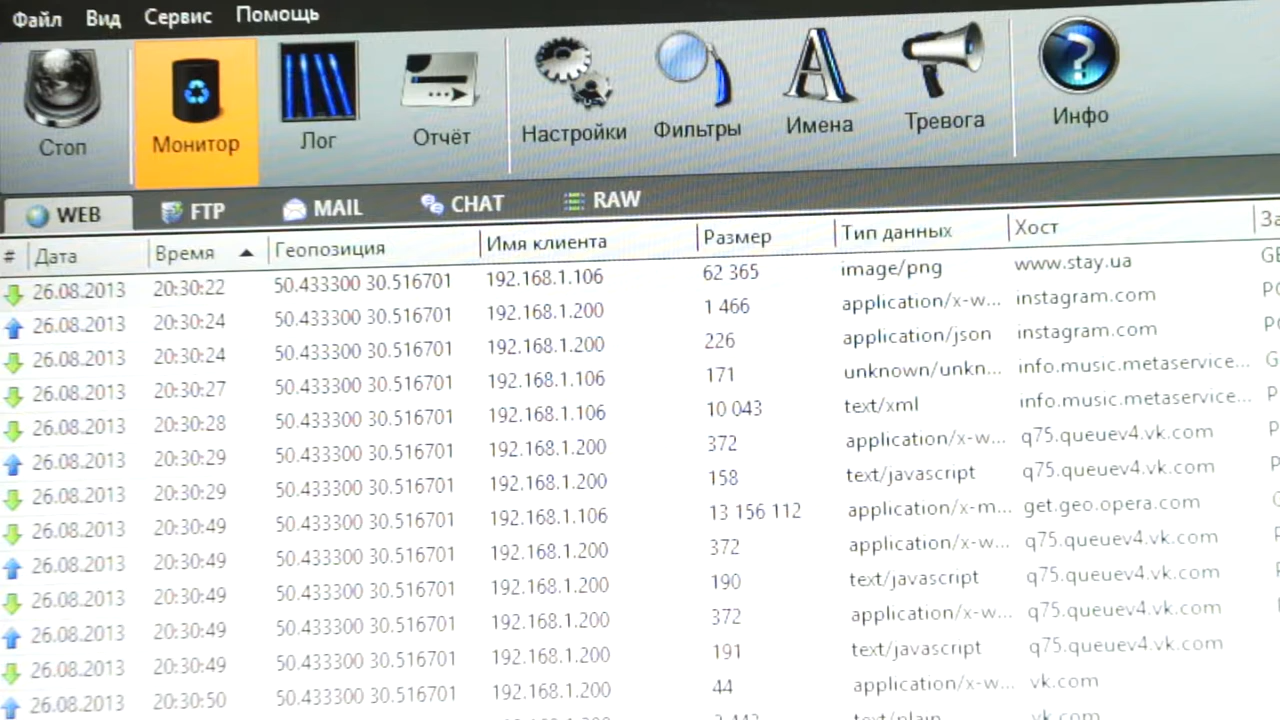 Файл Вид Сервис Помощь
Стоп Монитор Лог Отчёт Настройки Фильтры Имена Тревога Инфо
WEB FTP MAIL CHAT RAW
# Дата Время Геопозиция Имя клиента Размер Тип данных Хост
26.08.2013 20:30:22 50.433300 30.516701 192.168.1.106 62 365 image/png www.stay.ua
26.08.2013 20:30:24 50.433300 30.516701 192.168.1.200 1 466 application/x-w... instagram.com
26.08.2013 20:30:24 50.433300 30.516701 192.168.1.200 226 application/json instagram.com
26.08.2013 20:30:27 50.433300 30.516701 192.168.1.106 171 unknown/unkn... info.music.metaservice...
26.08.2013 20:30:28 50.433300 30.516701 192.168.1.106 10 043 text/xml info.music.metaservice...
26.08.2013 20:30:29 50.433300 30.516701 192.168.1.200 372 application/x-w... q75.queuev4.vk.com
26.08.2013 20:30:29 50.433300 30.516701 192.168.1.200 158 text/javascript q75.queuev4.vk.com
26.08.2013 20:30:49 50.433300 30.516701 192.168.1.106 13 156 112 application/x-m... get.geo.opera.com
26.08.2013 20:30:49 50.433300 30.516701 192.168.1.200 372 application/x-w... q75.queuev4.vk.com
26.08.2013 20:30:49 50.433300 30.516701 192.168.1.200 190 text/javascript q75.queuev4.vk.com
26.08.2013 20:30:49 50.433300 30.516701 192.168.1.200 372 application/x-w... q75.queuev4.vk.com
26.08.2013 20:30:49 50.433300 30.516701 192.168.1.200 191 text/javascript q75.queuev4.vk.com
26.08.2013 20:30:50 50.433300 30.516701 192.168.1.200 44 application/x-w... vk.com
text/plain vk.com